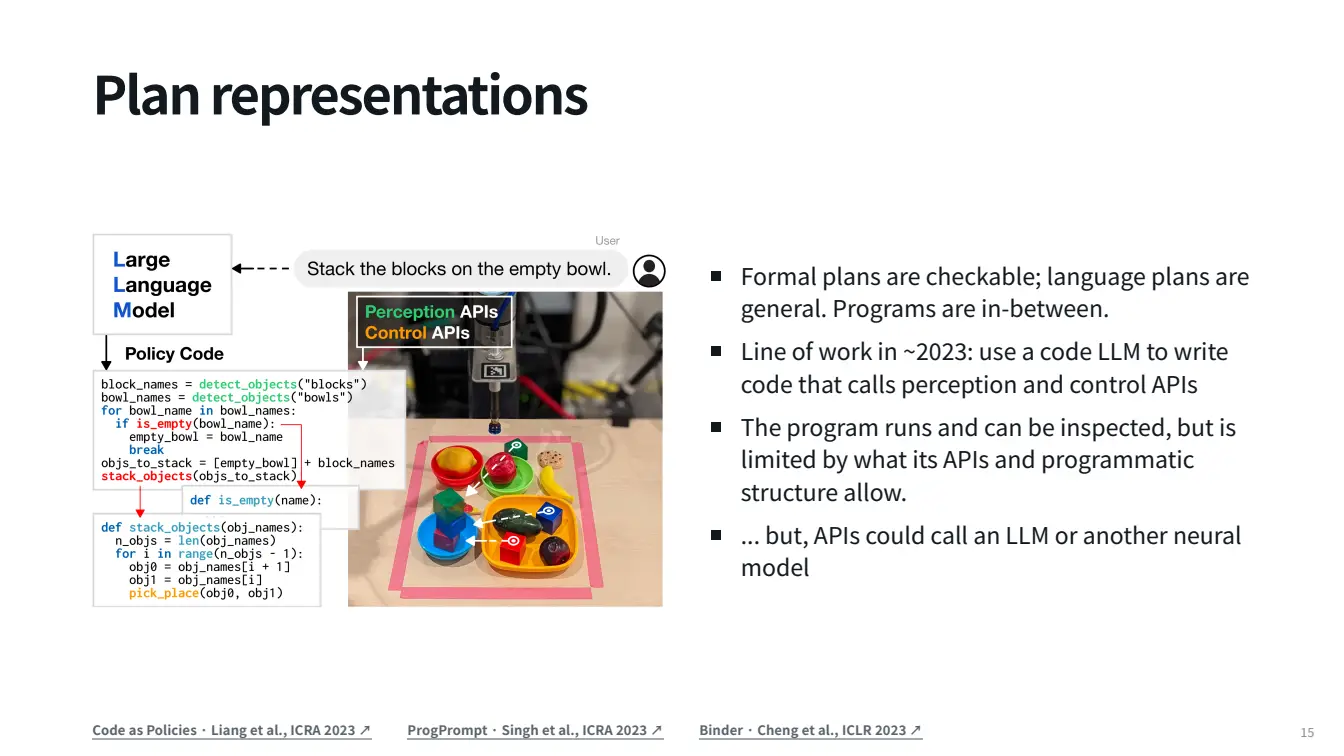 Plan representations
Large
Language
Model
User
Stack the blocks on the empty bowl.
Perception APIs
Control APIs
Policy Code
block_names = detect_objects("blocks")
bowl_names = detect_objects("bowls")
for bowl_name in bowl_names:
  if is_empty(bowl_name):
    empty_bowl = bowl_name
    break
objs_to_stack = [empty_bowl] + block_names
stack_objects(objs_to_stack)
def is_empty(name):
def stack_objects(obj_names):
  n_objs = len(obj_names)
  for i in range(n_objs - 1):
    obj0 = obj_names[i + 1]
    obj1 = obj_names[i]
    pick_place(obj0, obj1)
▪ Formal plans are checkable; language plans are
general. Programs are in-between.
▪ Line of work in ~2023: use a code LLM to write
code that calls perception and control APIs
▪ The program runs and can be inspected, but is
limited by what its APIs and programmatic
structure allow.
▪ ... but, APIs could call an LLM or another neural
model
Code as Policies · Liang et al., ICRA 2023 ↗
ProgPrompt · Singh et al., ICRA 2023 ↗
Binder · Cheng et al., ICLR 2023 ↗
15